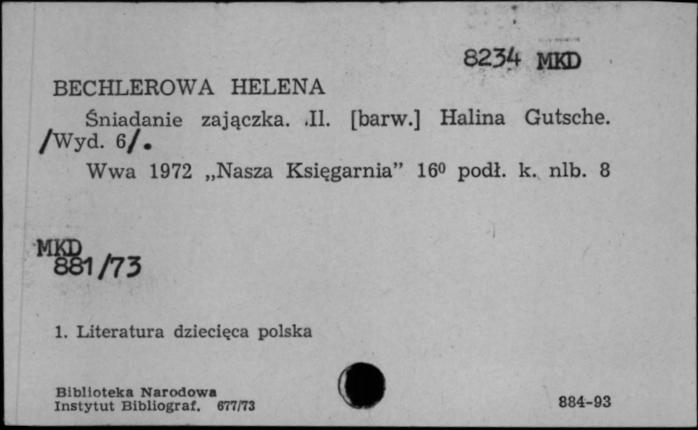 8234 MKD
BECHLEROWA HELENA
Śniadanie zajączka. Il. [barw.] Halina Gutsche.
/Wyd. 6/.
Wwa 1972 „Nasza Księgarnia” 16⁰ podł. k. nlb. 8
MKD
881/73
1. Literatura dziecięca polska
Biblioteka Narodowa
Instytut Bibliograf. 677/73
884-93